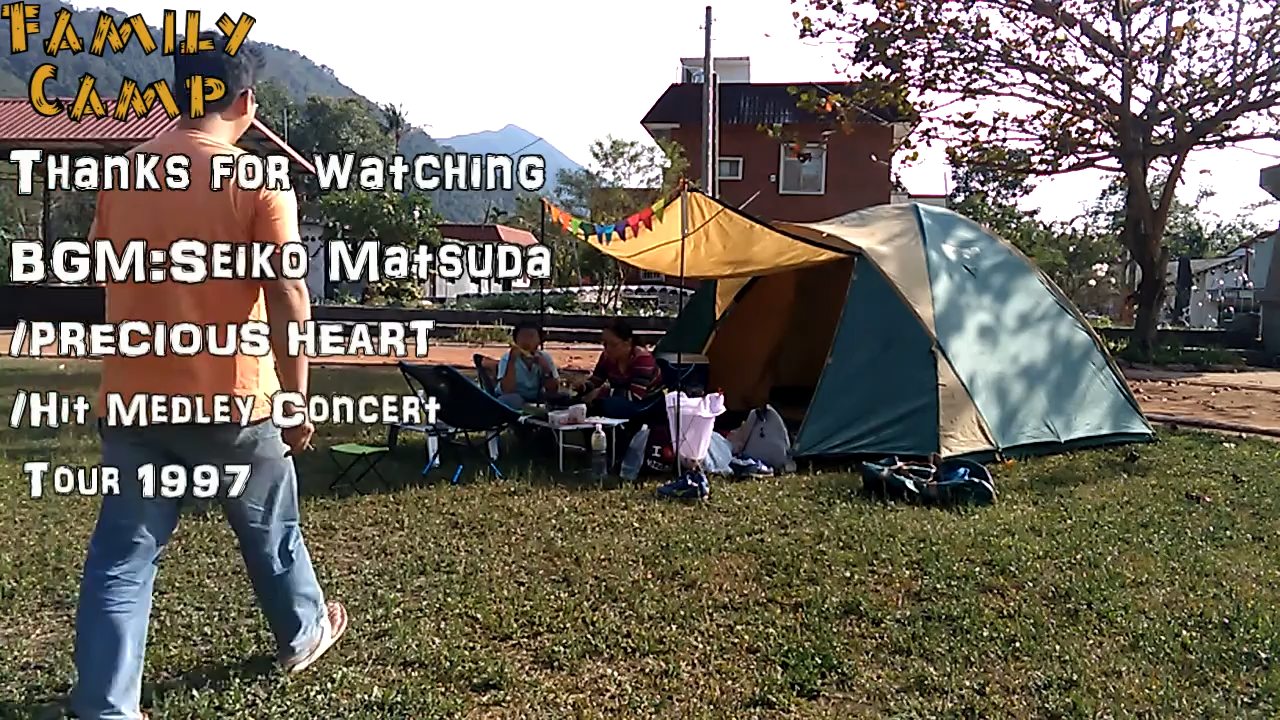 Family
Camp
Thanks for watching
BGM:Seiko Matsuda
/PRECIOUS HEART
/Hit Medley Concert
Tour 1997